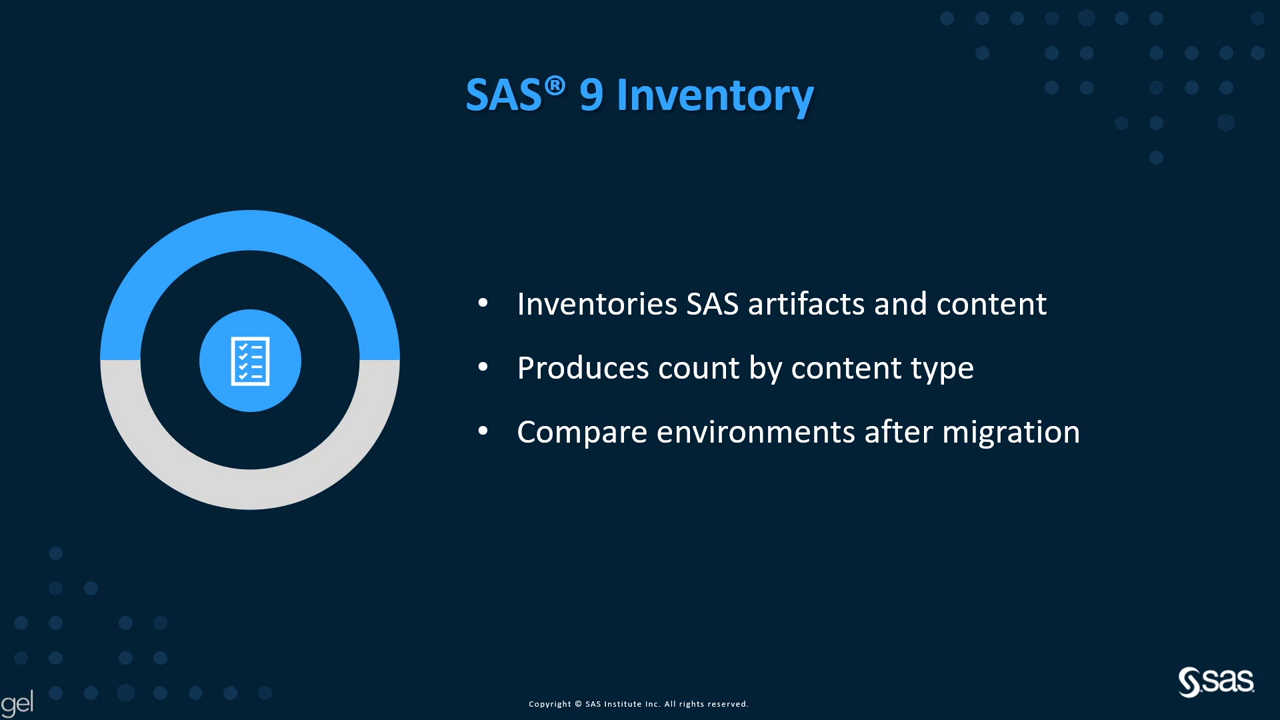 SAS® 9 Inventory
• Inventories SAS artifacts and content
• Produces count by content type
• Compare environments after migration
sas
gel
Copyright © SAS Institute Inc. All rights reserved.